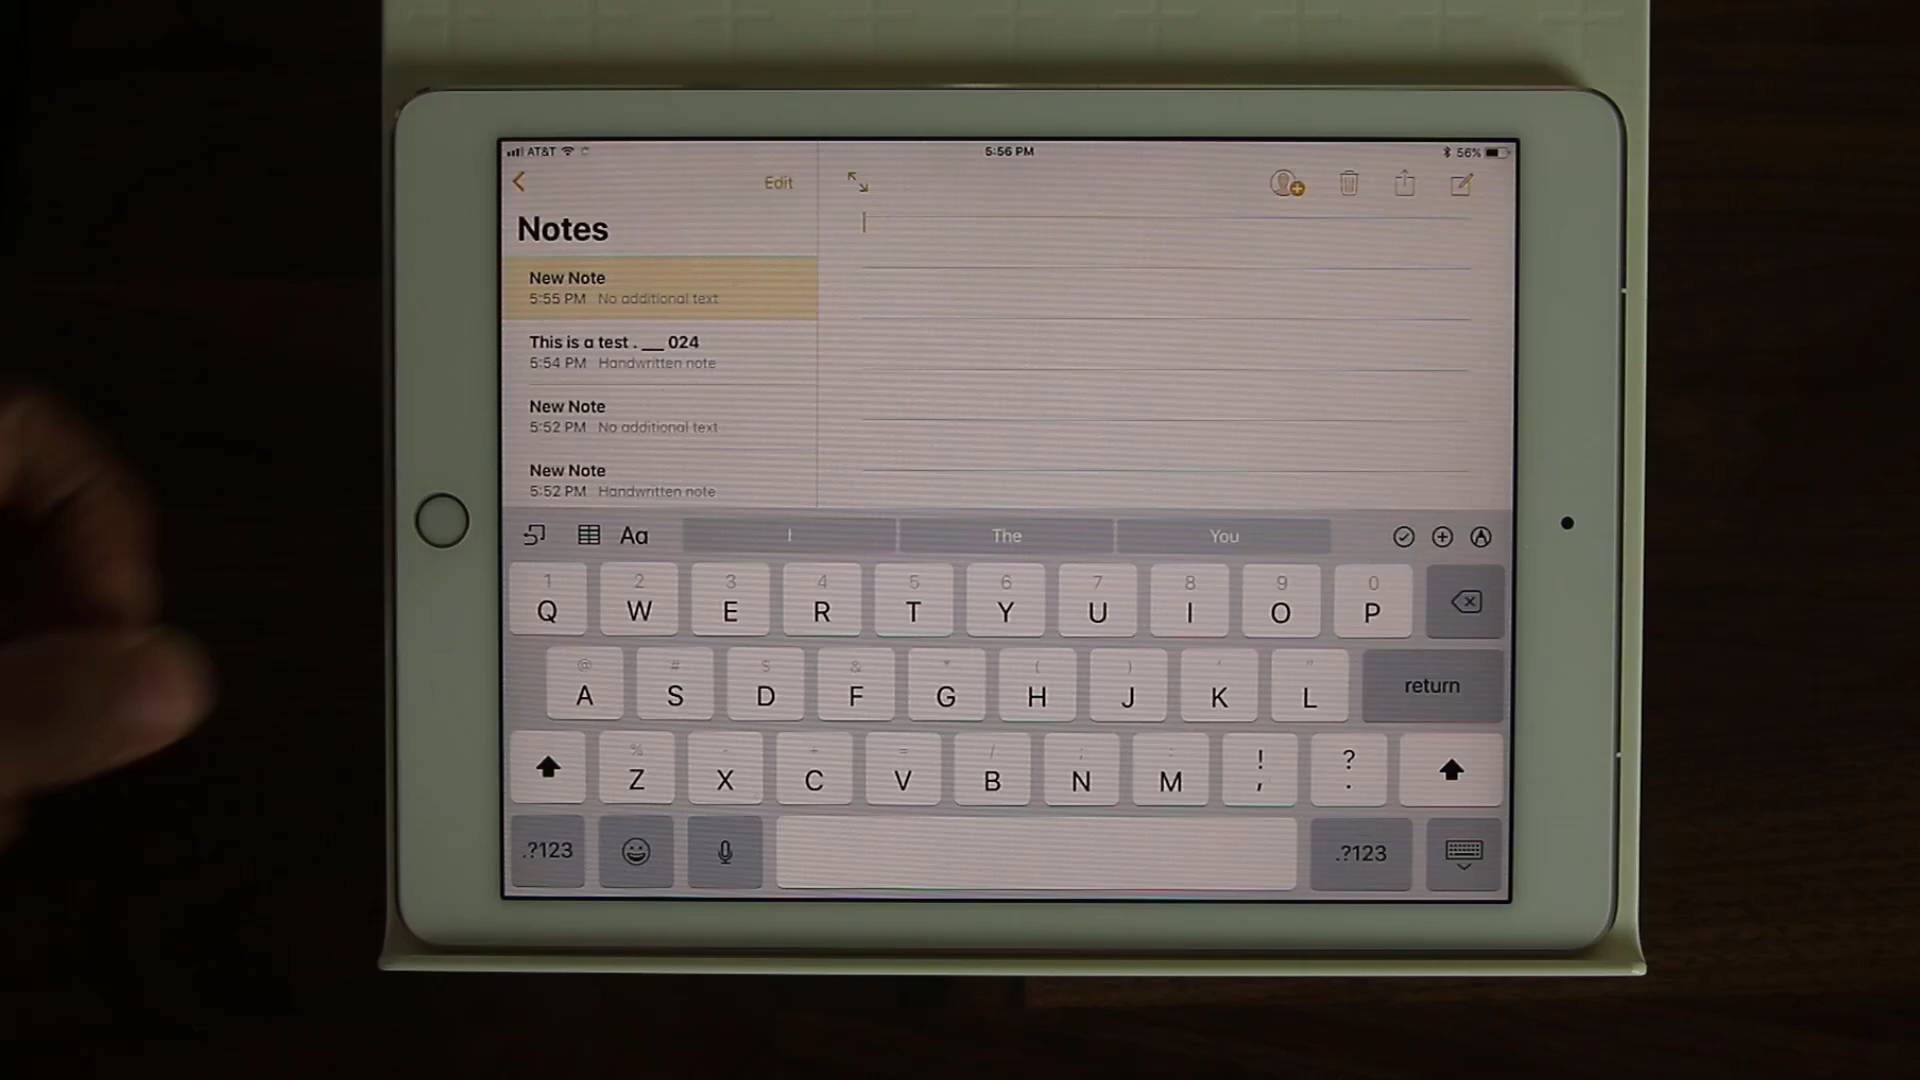 AT&T 5:56 PM 56%
Edit
Notes
New Note
5:55 PM No additional text
This is a test . ___ 024
5:54 PM Handwritten note
New Note
5:52 PM No additional text
New Note
5:52 PM Handwritten note
Aa I The You
1 2 3 4 5 6 7 8 9 0
Q W E R T Y U I O P
@ # $ & * ( ) ' "
A S D F G H J K L return
% - + = / ; : ! ?
Z X C V B N M , .
.?123 .?123